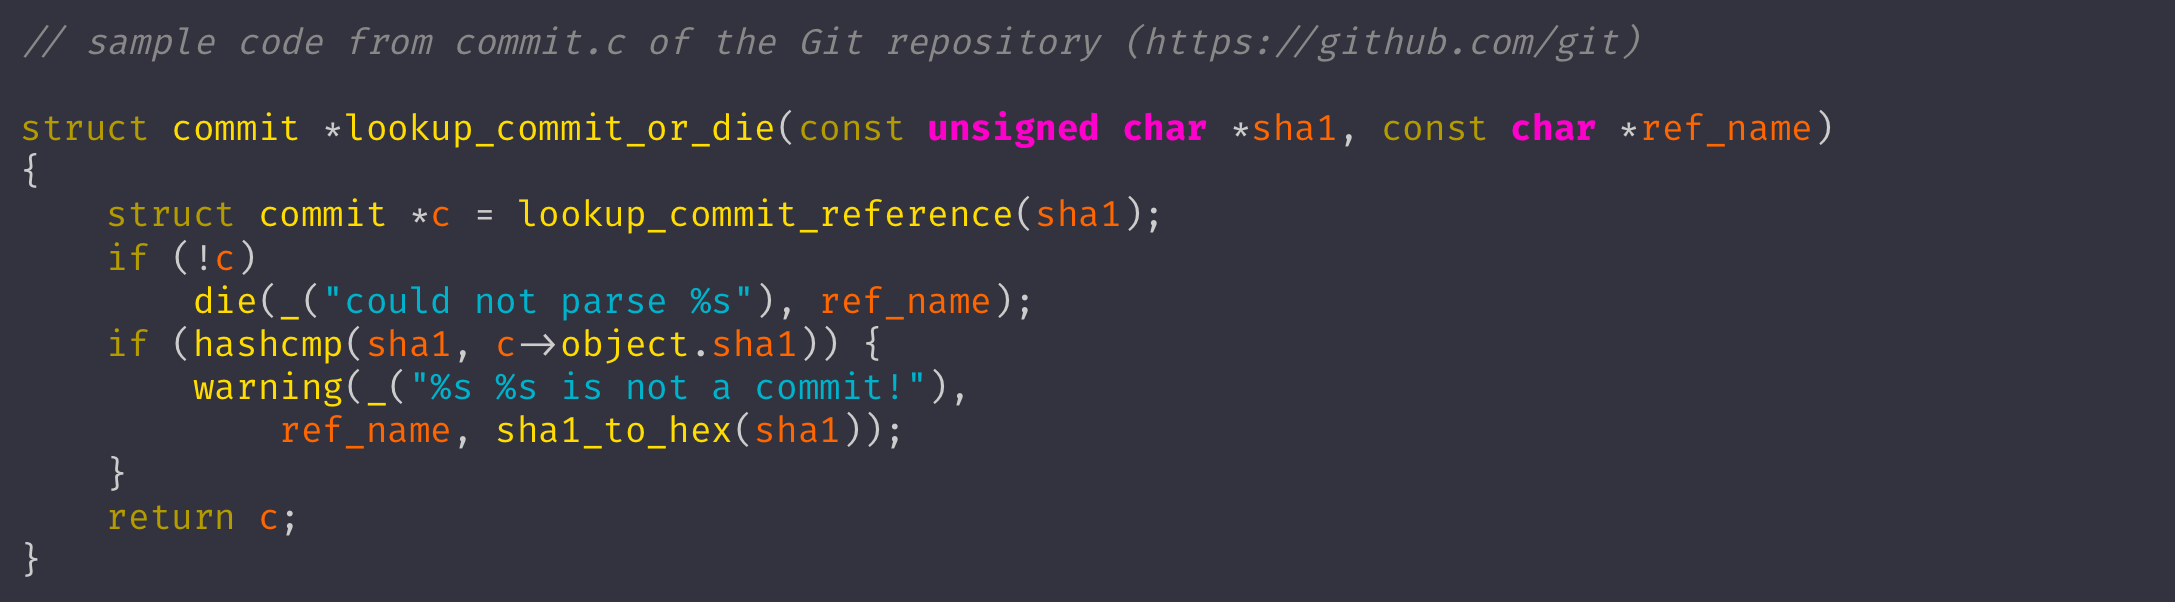 // sample code from commit.c of the Git repository (https://github.com/git)

struct commit *lookup_commit_or_die(const unsigned char *sha1, const char *ref_name)
{
    struct commit *c = lookup_commit_reference(sha1);
    if (!c)
        die(_("could not parse %s"), ref_name);
    if (hashcmp(sha1, c->object.sha1)) {
        warning(_("%s %s is not a commit!"),
            ref_name, sha1_to_hex(sha1));
    }
    return c;
}